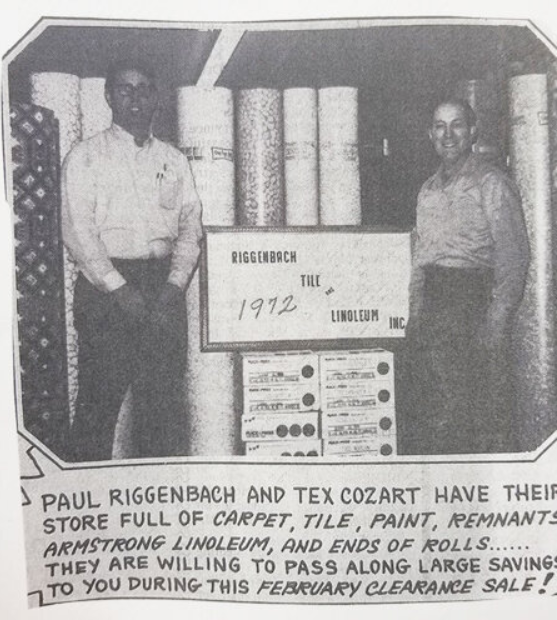 RIGGENBACH
TILE
AND
1972
LINOLEUM INC
PAUL RIGGENBACH AND TEX COZART HAVE THEIR
STORE FULL OF CARPET, TILE, PAINT, REMNANTS
ARMSTRONG LINOLEUM, AND ENDS OF ROLLS......
THEY ARE WILLING TO PASS ALONG LARGE SAVINGS
TO YOU DURING THIS FEBRUARY CLEARANCE SALE!